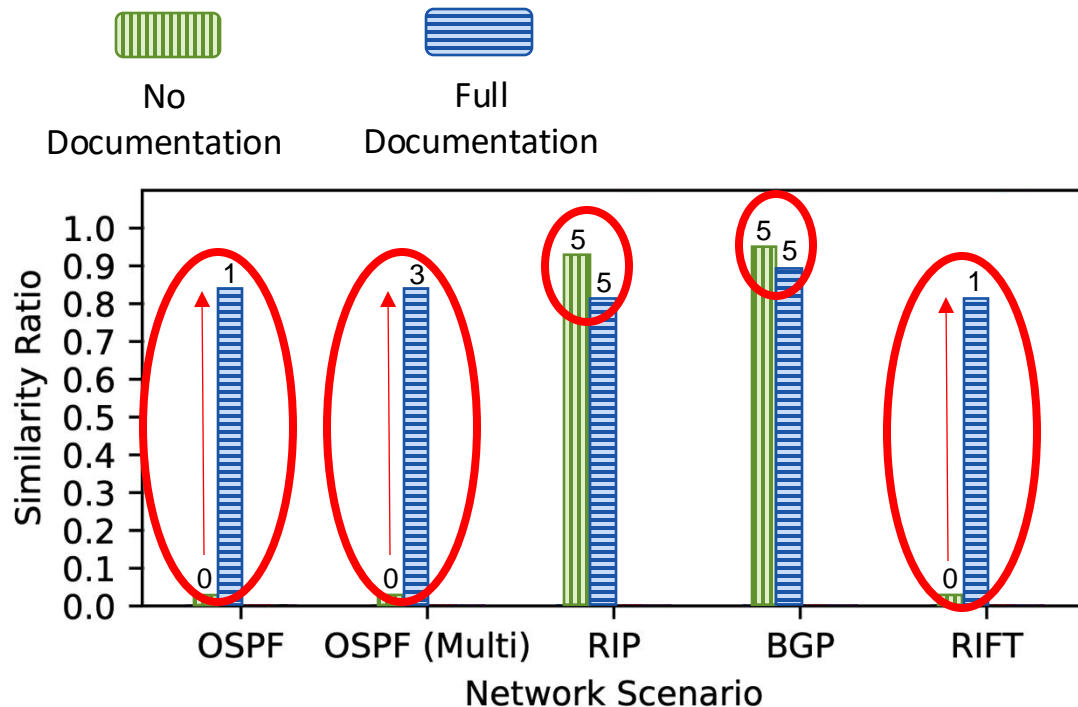 No
Documentation
Full
Documentation
1.0
0.9
0.8
0.7
0.6
0.5
0.4
0.3
0.2
0.1
0.0
Similarity Ratio
0
1
0
3
5
5
5
5
0
1
OSPF
OSPF (Multi)
RIP
BGP
RIFT
Network Scenario